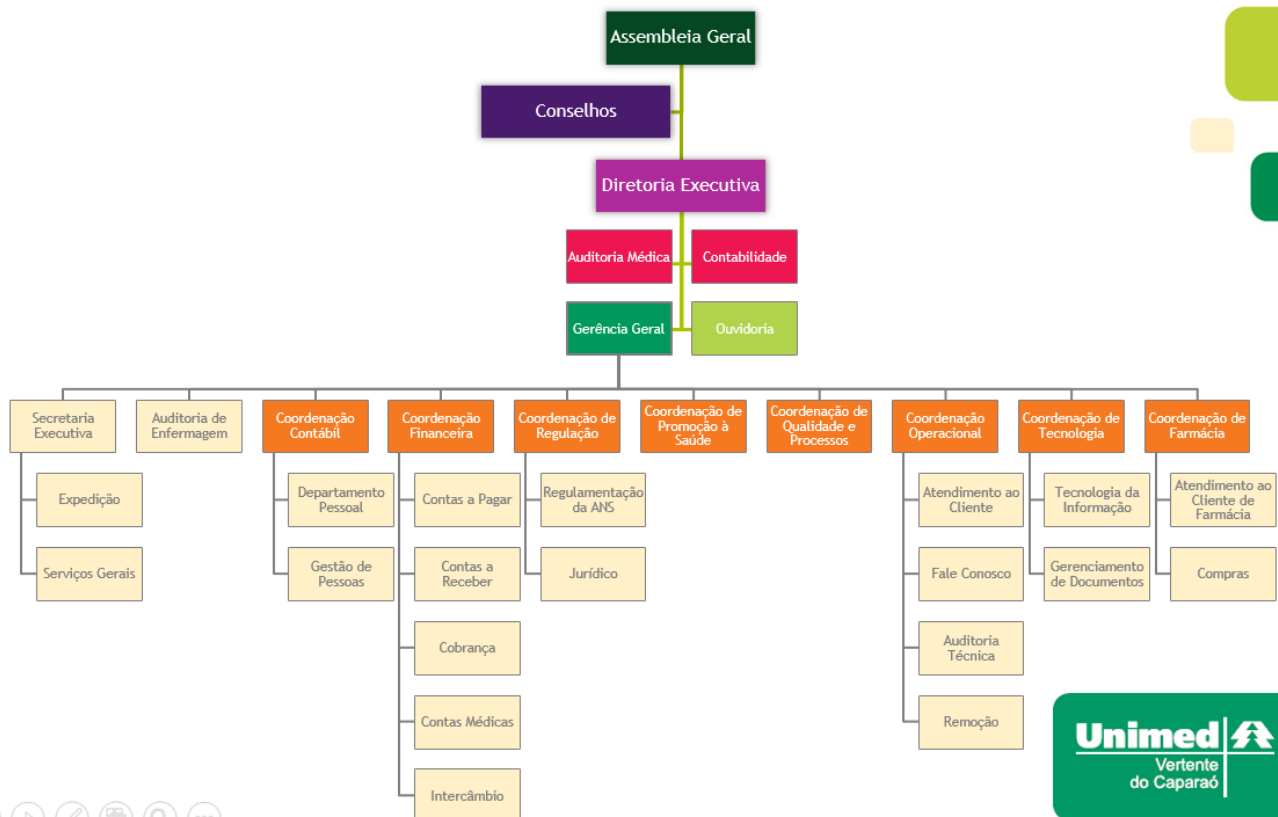 Assembleia Geral
Conselhos
Diretoria Executiva
Auditoria Médica
Contabilidade
Gerência Geral
Ouvidoria
Secretaria
Executiva
Auditoria de
Enfermagem
Coordenação
Contábil
Coordenação
Financeira
Coordenação de
Regulação
Coordenação de
Promoção à
Saúde
Coordenação de
Qualidade e
Processos
Coordenação
Operacional
Coordenação
de Tecnologia
Coordenação
de Farmácia
Expedição
Serviços Gerais
Departamento
Pessoal
Gestão de
Pessoas
Contas a Pagar
Contas a
Receber
Cobrança
Contas Médicas
Intercâmbio
Regulamentação
da ANS
Jurídico
Atendimento ao
Cliente
Fale Conosco
Auditoria
Técnica
Remoção
Tecnologia da
Informação
Gerenciamento
de Documentos
Atendimento ao
Cliente de
Farmácia
Compras
Unimed
Vertente
do Caparaó